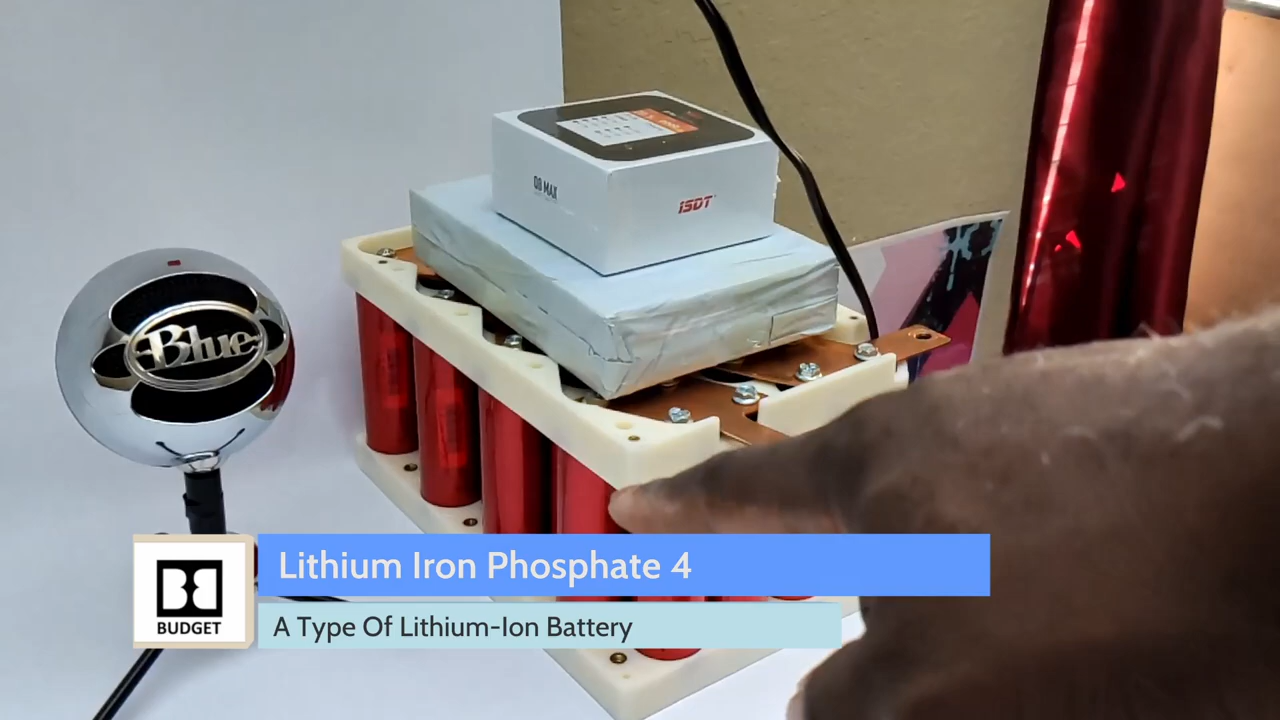 Q8 MAX
ISDT
Blue
Lithium Iron Phosphate 4
BUDGET
A Type Of Lithium-Ion Battery